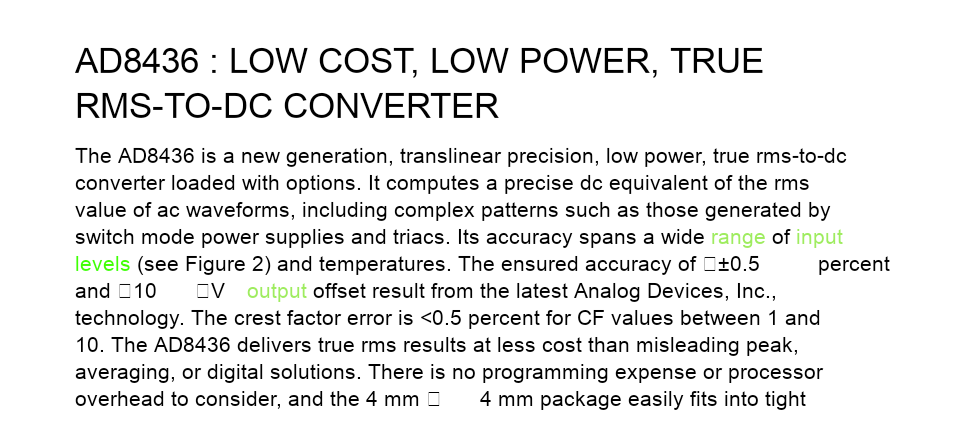 AD8436 : LOW COST, LOW POWER, TRUE
RMS-TO-DC CONVERTER
The AD8436 is a new generation, translinear precision, low power, true rms-to-dc
converter loaded with options. It computes a precise dc equivalent of the rms
value of ac waveforms, including complex patterns such as those generated by
switch mode power supplies and triacs. Its accuracy spans a wide range of input
levels (see Figure 2) and temperatures. The ensured accuracy of □±0.5 percent
and □10 □V output offset result from the latest Analog Devices, Inc.,
technology. The crest factor error is <0.5 percent for CF values between 1 and
10. The AD8436 delivers true rms results at less cost than misleading peak,
averaging, or digital solutions. There is no programming expense or processor
overhead to consider, and the 4 mm □ 4 mm package easily fits into tight